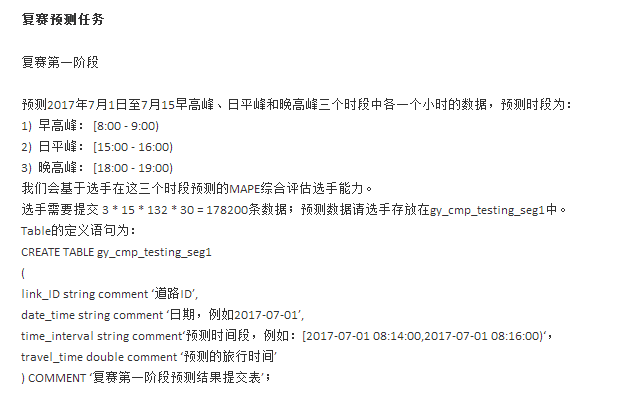 复赛预测任务
复赛第一阶段
预测2017年7月1日至7月15早高峰、日平峰和晚高峰三个时段中各一个小时的数据，预测时段为：
1) 早高峰： [8:00 - 9:00)
2) 日平峰： [15:00 - 16:00)
3) 晚高峰： [18:00 - 19:00)
我们会基于选手在这三个时段预测的MAPE综合评估选手能力。
选手需要提交 3 * 15 * 132 * 30 = 178200条数据；预测数据请选手存放在gy_cmp_testing_seg1中。
Table的定义语句为：
CREATE TABLE gy_cmp_testing_seg1
(
link_ID string comment ‘道路ID’,
date_time string comment ‘日期，例如2017-07-01’,
time_interval string comment‘预测时间段，例如：[2017-07-01 08:14:00,2017-07-01 08:16:00)‘，
travel_time double comment ‘预测的旅行时间’
) COMMENT ‘复赛第一阶段预测结果提交表’；